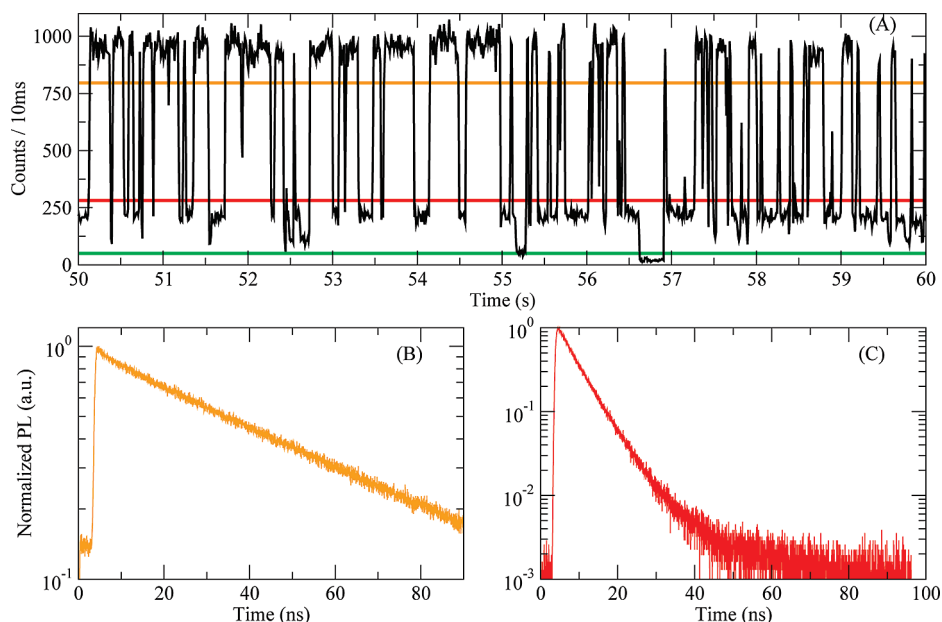 (A)
1000
750
500
250
0
Counts / 10ms
50 51 52 53 54 55 56 57 58 59 60
Time (s)
(B)
10^0
10^-1
Normalized PL (a.u.)
0 20 40 60 80
Time (ns)
(C)
10^0
10^-1
10^-2
10^-3
0 20 40 60 80 100
Time (ns)